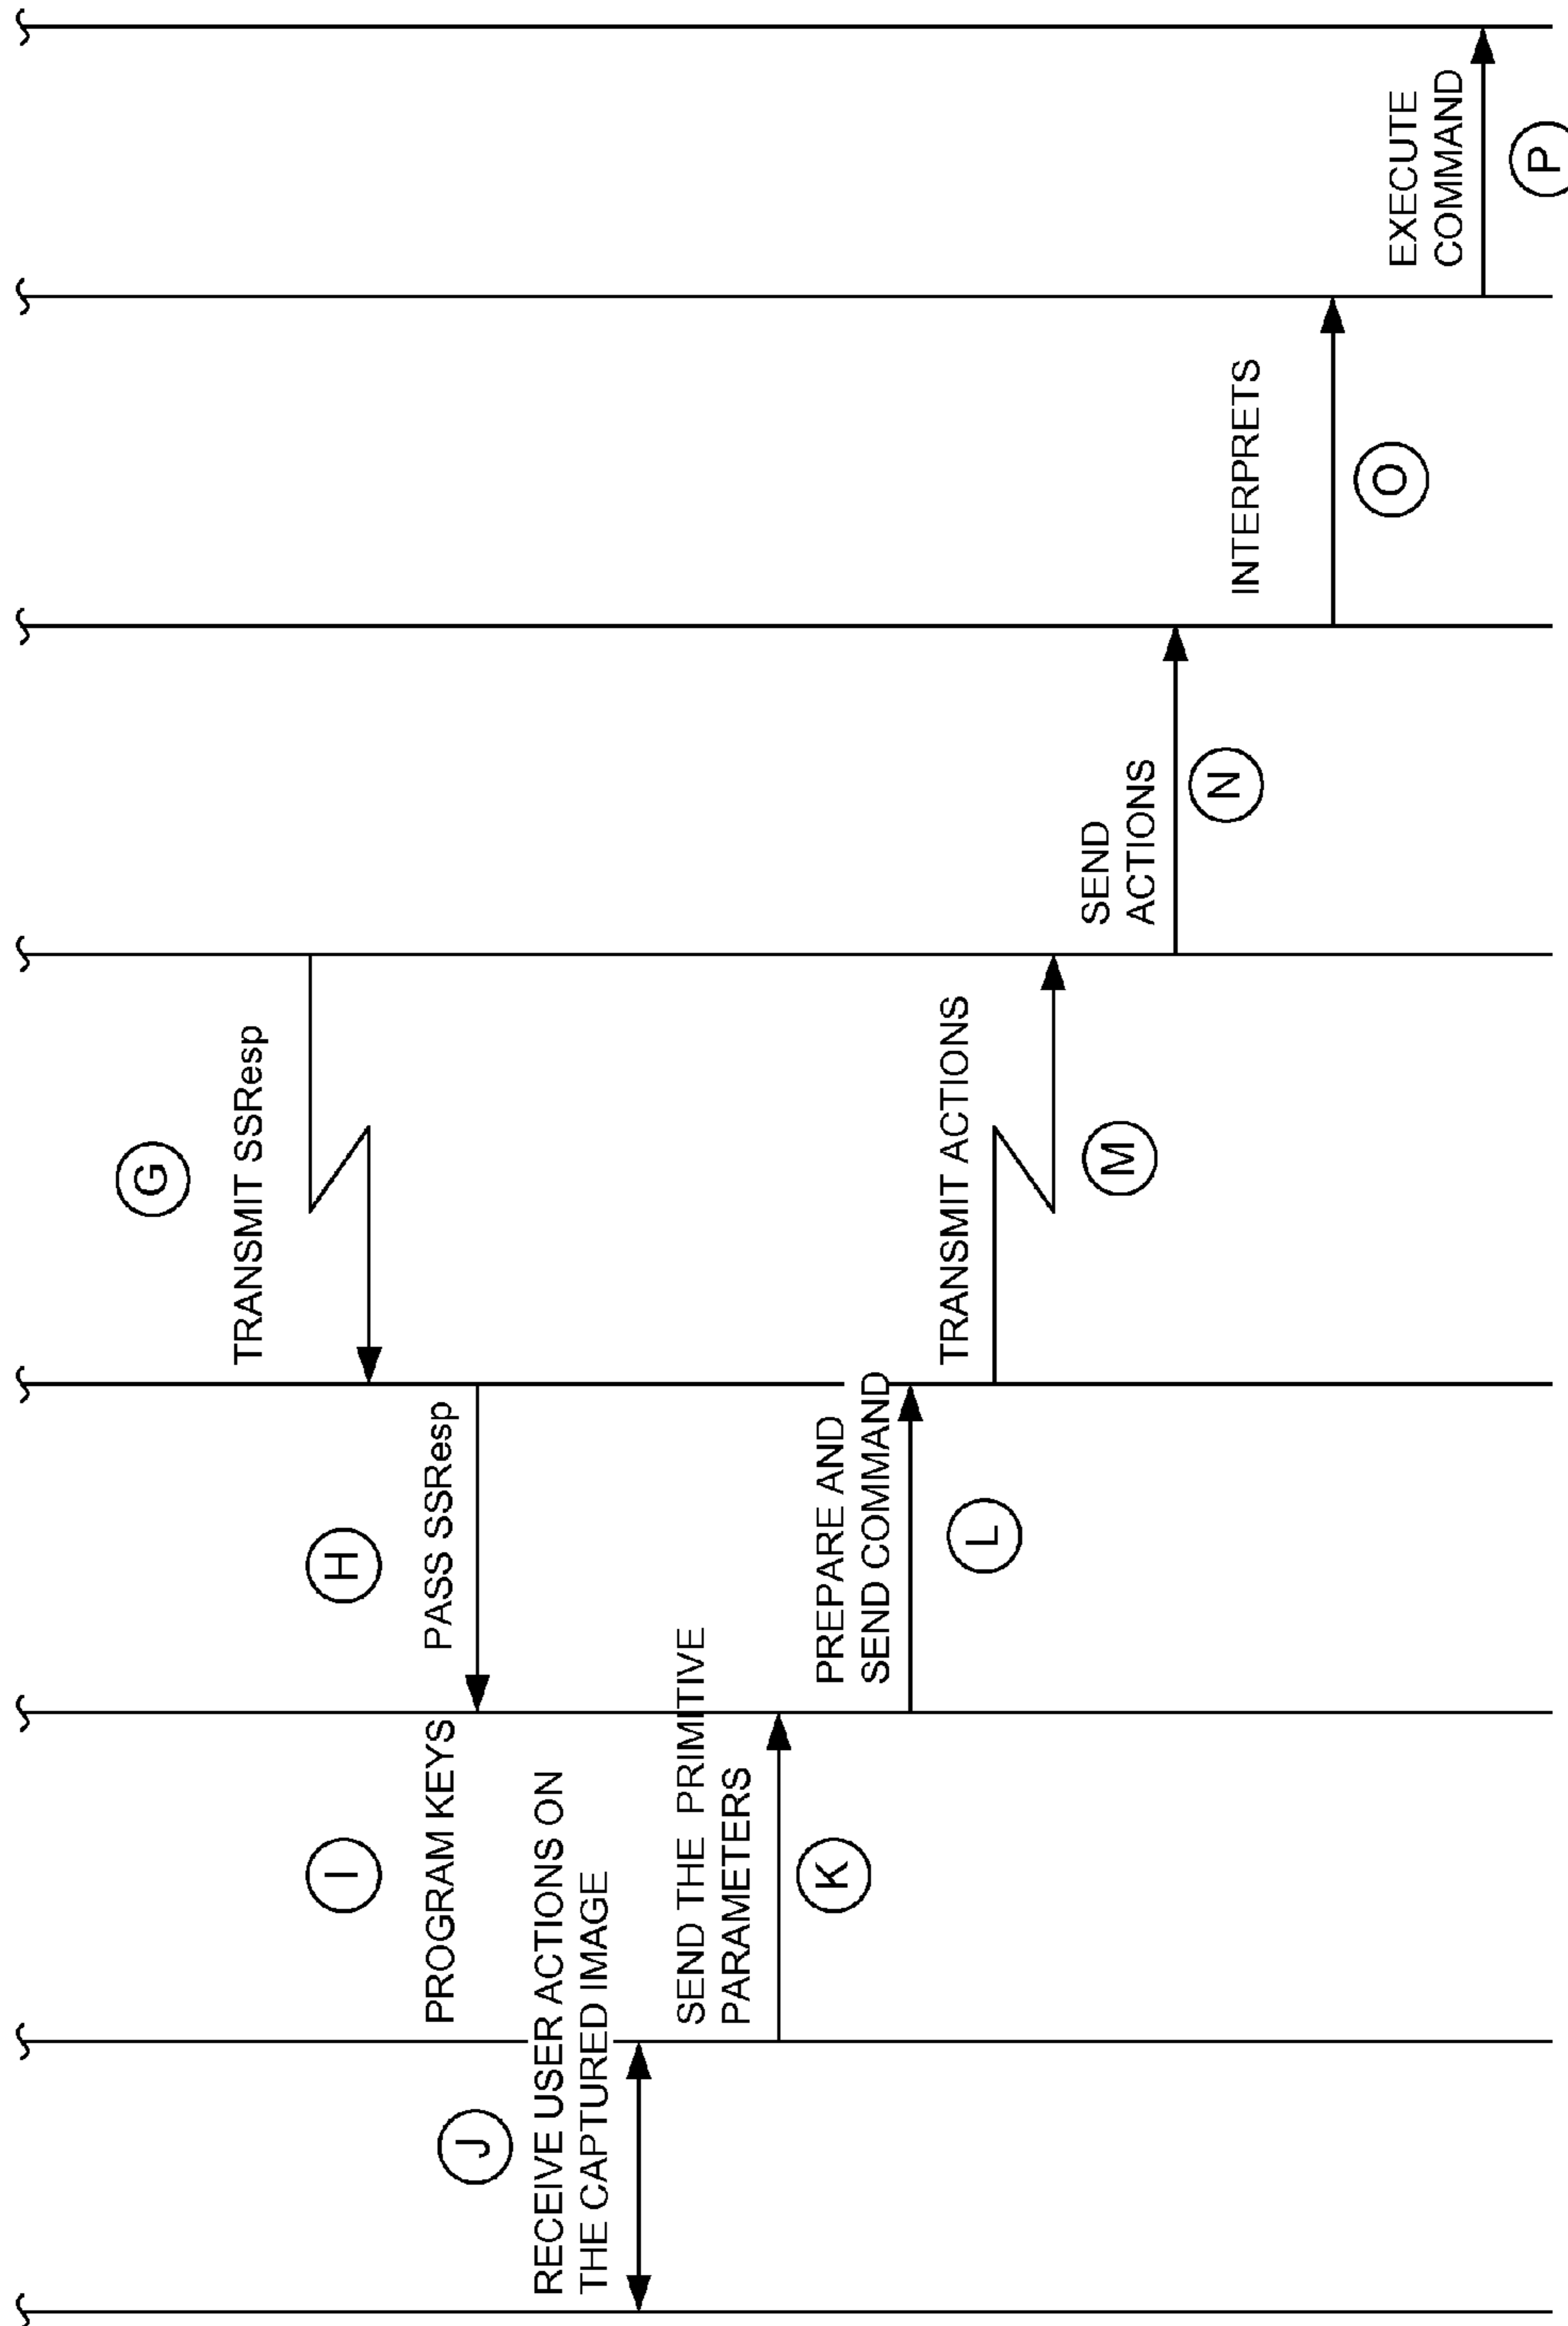 G
TRANSMIT SSResp
H
PASS SSResp
I
PROGRAM KEYS
J
RECEIVE USER ACTIONS ON
THE CAPTURED IMAGE
SEND THE PRIMITIVE
PARAMETERS
K
PREPARE AND
SEND COMMAND
L
TRANSMIT ACTIONS
M
SEND
ACTIONS
N
INTERPRETS
O
EXECUTE
COMMAND
P